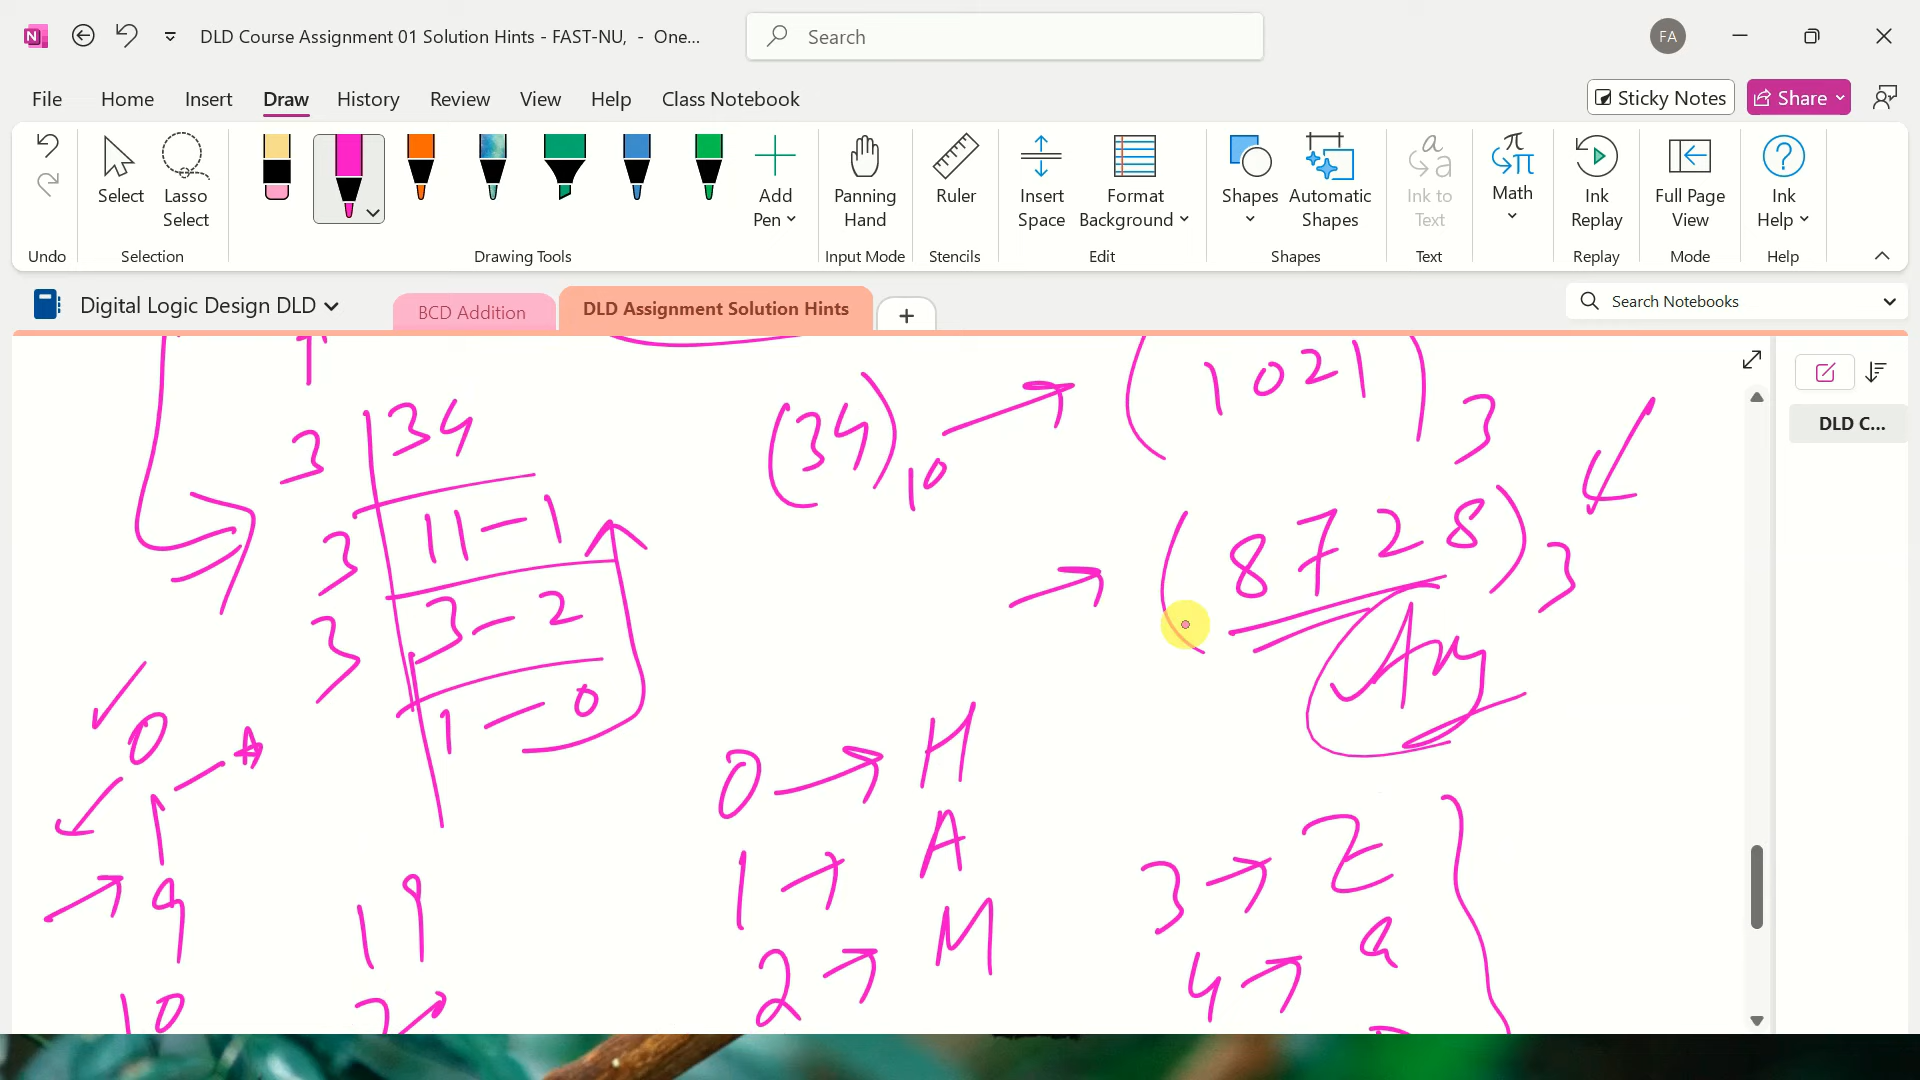 DLD Course Assignment 01 Solution Hints - FAST-NU, - One...
Search
FA
File Home Insert Draw History Review View Help Class Notebook
Sticky Notes
Share
Undo
Select
Lasso Select
Selection
Drawing Tools
Add Pen
Panning Hand
Input Mode
Ruler
Stencils
Insert Space
Format Background
Edit
Shapes
Automatic Shapes
Shapes
Ink to Text
Text
Math
Ink Replay
Replay
Full Page View
Mode
Ink Help
Help
Digital Logic Design DLD
BCD Addition
DLD Assignment Solution Hints
+
Search Notebooks
DLD C...
3 | 34
3 | 11 - 1
3 | 3 - 2
1 - 0
(34)10 → (1021)3
→ (8728)3
0
9
10
19
20
0 → H
1 → A
2 → M
3 → Z
4 → a